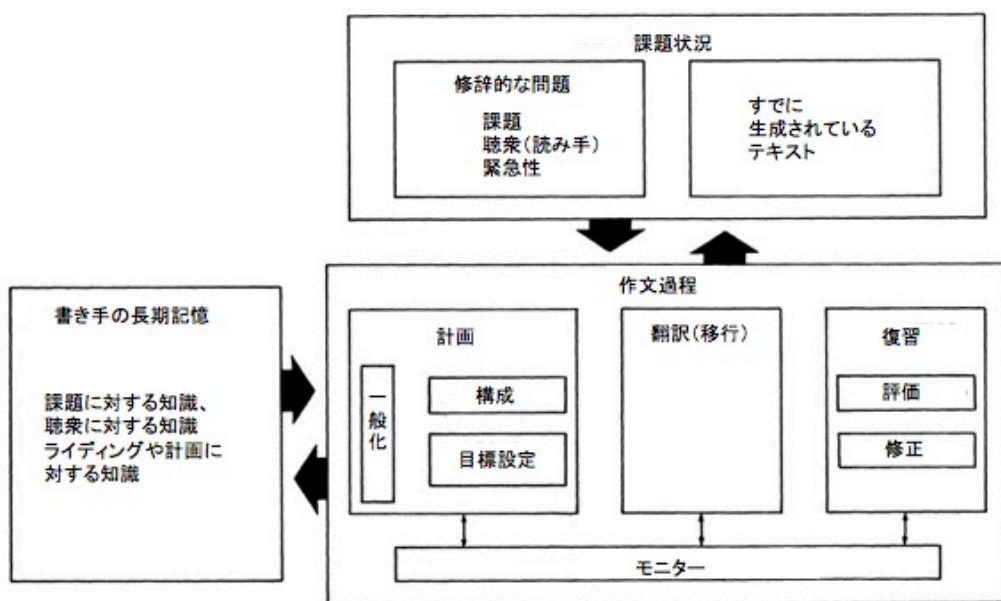 課題状況
修辞的な問題
課題
聴衆(読み手)
緊急性
すでに
生成されている
テキスト
書き手の長期記憶
課題に対する知識、
聴衆に対する知識
ライディングや計画に
対する知識
作文過程
計画
一般化
構成
目標設定
翻訳(移行)
復習
評価
修正
モニター